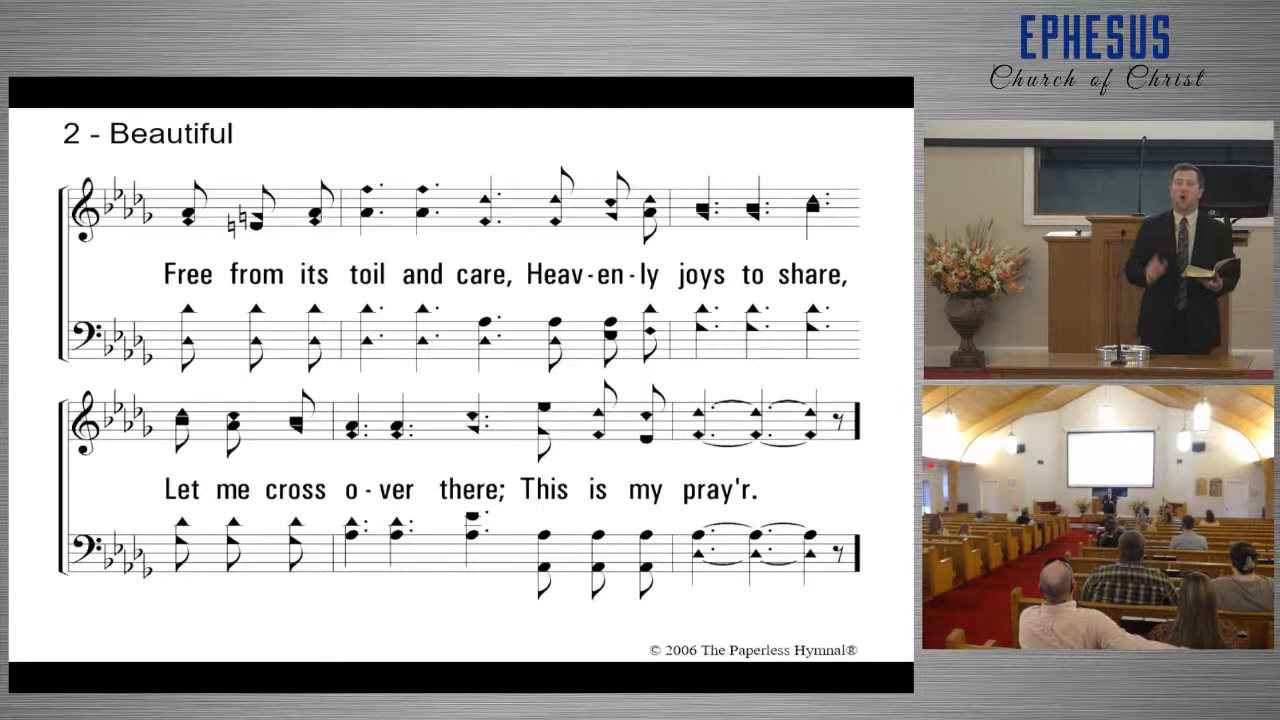 EPHESUS
Church of Christ
2 - Beautiful
Free from its toil and care, Heav-en-ly joys to share,
Let me cross o-ver there; This is my pray'r.
© 2006 The Paperless Hymnal®